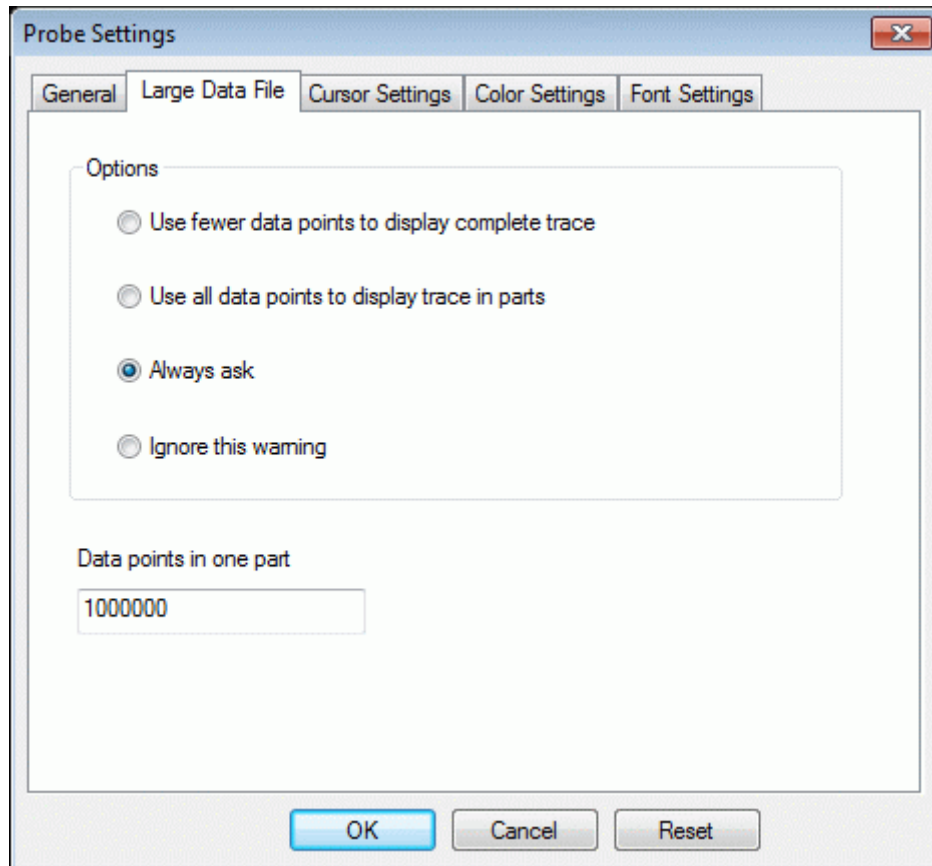 Probe Settings
General Large Data File Cursor Settings Color Settings Font Settings
Options
Use fewer data points to display complete trace
Use all data points to display trace in parts
Always ask
Ignore this warning
Data points in one part
1000000
OK Cancel Reset